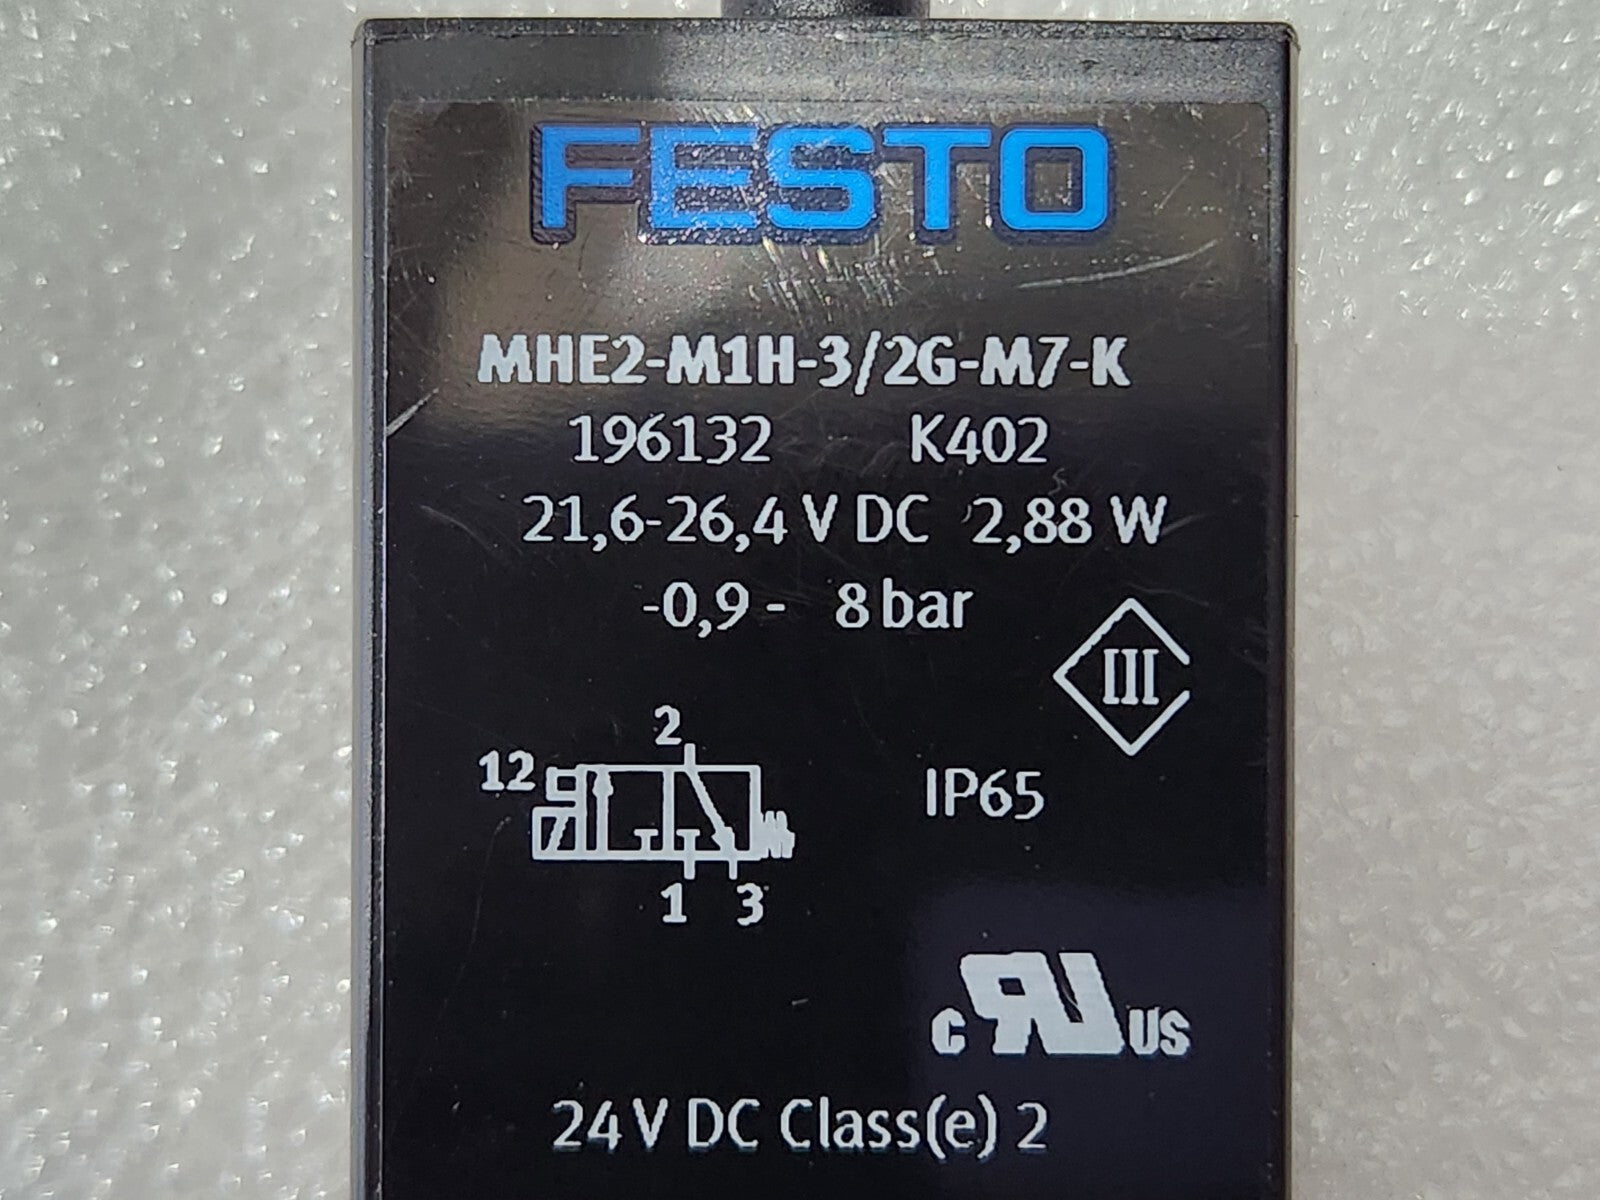 FESTO
MHE2-M1H-3/2G-M7-K
196132 K402
21,6-26,4 V DC 2,88 W
-0,9 - 8 bar
III
2
12
IP65
1 3
C RU US
24 V DC Class(e) 2